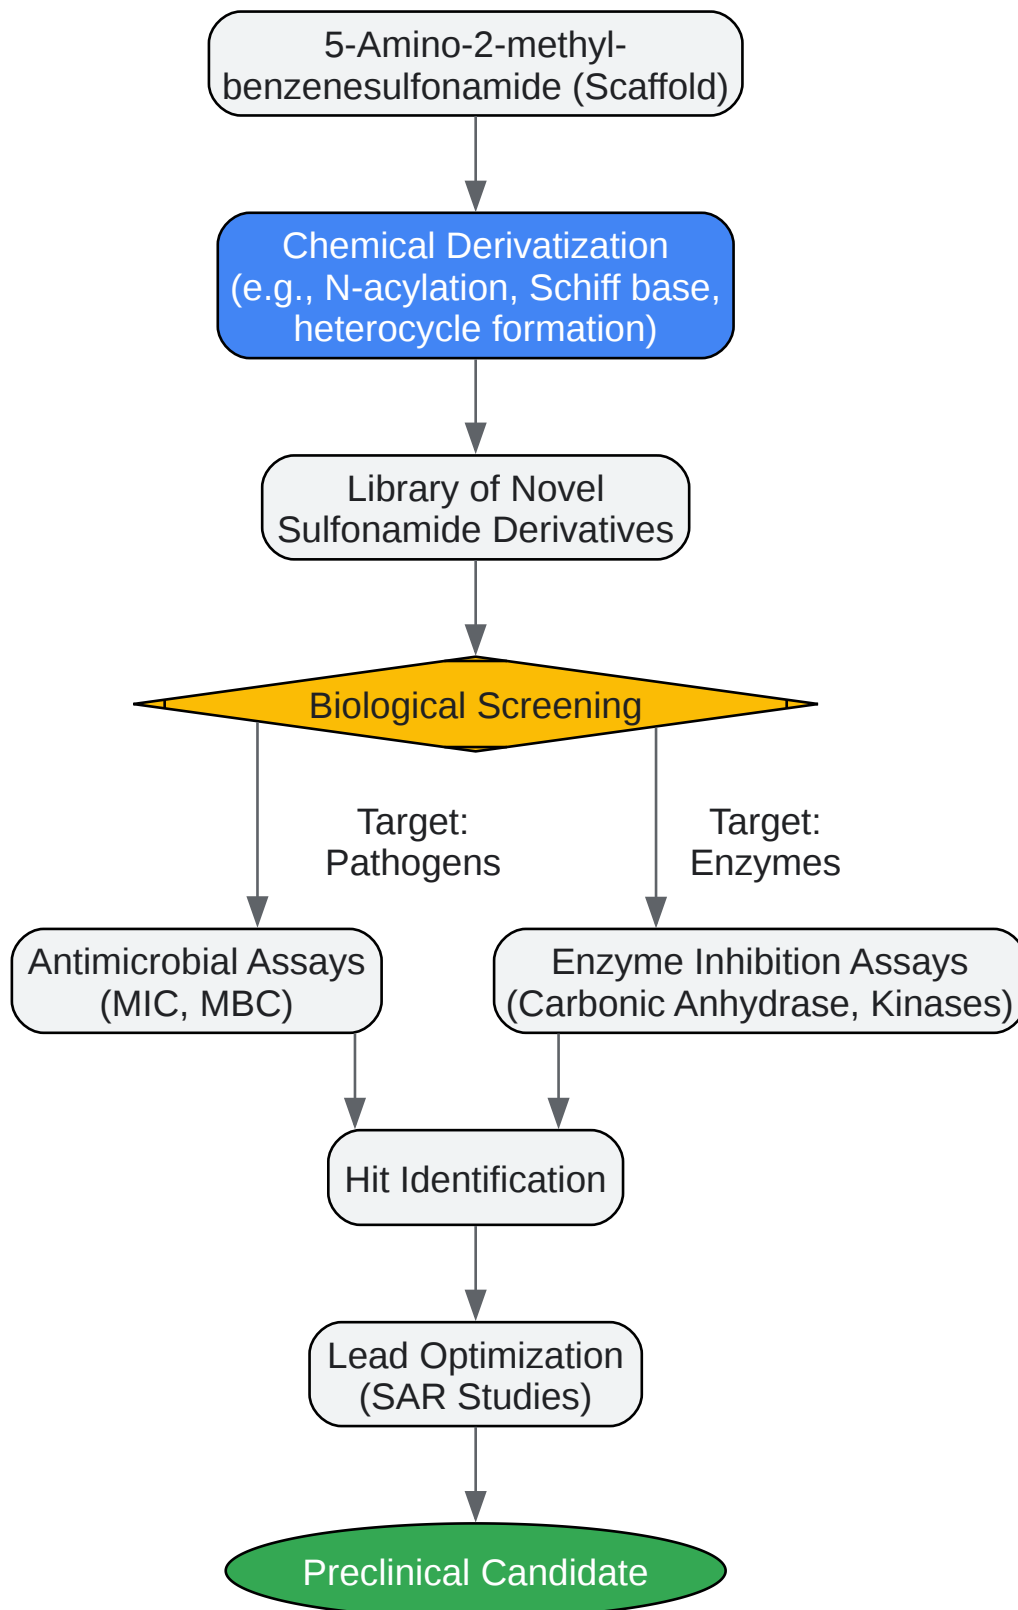 5-Amino-2-methyl-
benzenesulfonamide (Scaffold)
Chemical Derivatization
(e.g., N-acylation, Schiff base,
heterocycle formation)
Library of Novel
Sulfonamide Derivatives
Biological Screening
Target:
Pathogens
Target:
Enzymes
Antimicrobial Assays
(MIC, MBC)
Enzyme Inhibition Assays
(Carbonic Anhydrase, Kinases)
Hit Identification
Lead Optimization
(SAR Studies)
Preclinical Candidate